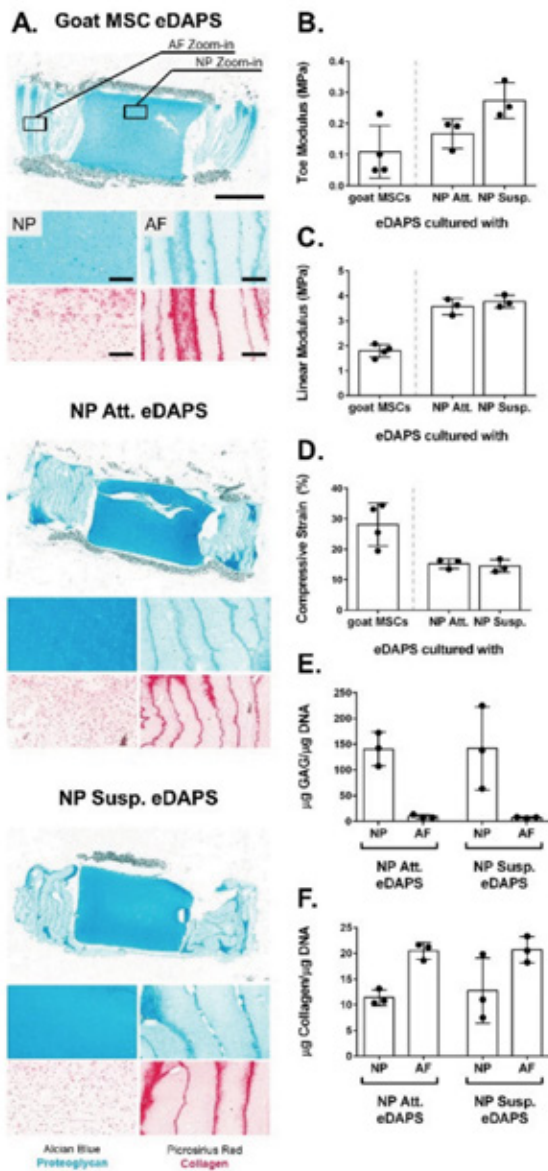 A.
Goat MSC eDAPS
AF Zoom-in
NP Zoom-in
NP
AF
NP Att. eDAPS
NP Susp. eDAPS
Alcian Blue
Proteoglycan
Picrosirius Red
Collagen
B.
Toe Modulus (MPa)
0.4
0.3
0.2
0.1
0.0
goat MSCs
NP Att.
NP Susp.
eDAPS cultured with
C.
Linear Modulus (MPa)
6
4
2
0
goat MSCs
NP Att.
NP Susp.
eDAPS cultured with
D.
Compressive Strain (%)
40
30
20
10
0
goat MSCs
NP Att.
NP Susp.
eDAPS cultured with
E.
µg GAG/µg DNA
250
200
150
100
50
0
NP
AF
NP
AF
NP Att.
eDAPS
NP Susp.
eDAPS
F.
µg Collagen/µg DNA
25
20
15
10
5
0
NP
AF
NP
AF
NP Att.
eDAPS
NP Susp.
eDAPS